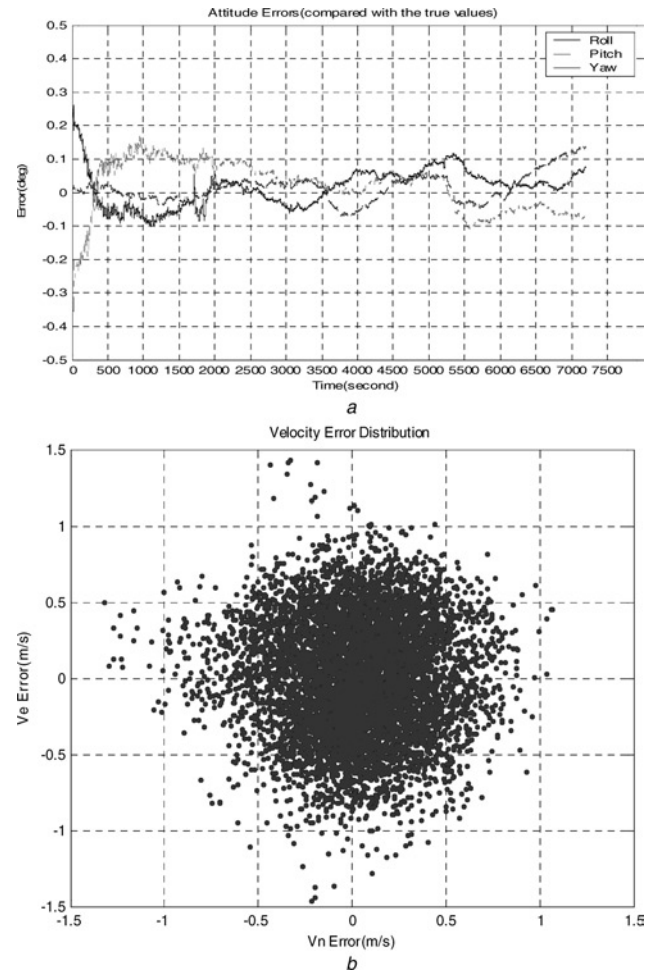 Attitude Errors(compared with the true values)
0.5
0.4
0.3
0.2
0.1
0
-0.1
-0.2
0.3
-0.4
-0.5
Error(deg)
Roll
Pitch
Yaw
0 500 1000 1500 2000 2500 3000 3500 4000 4500 5000 5500 6000 6500 7000 7500
Time(second)
a
Velocity Error Distribution
1.5
1
0.5
0
-0.5
-1
-1.5
Ve Error(m/s)
-1.5 -1 -0.5 0 0.5 1 1.5
Vn Error(m/s)
b